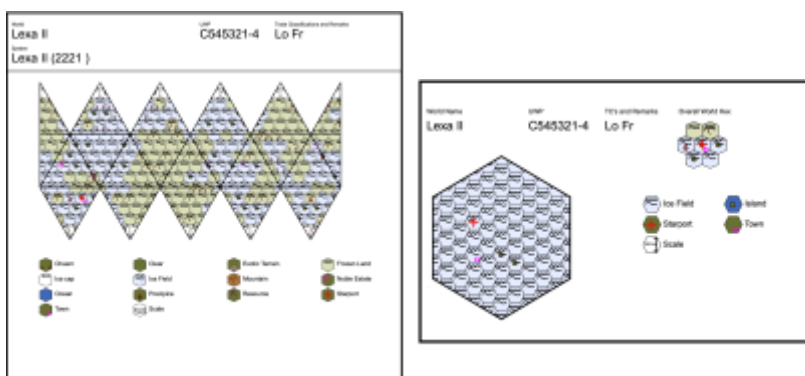 World
Lexa II
UWP
C545321-4
Trade Classifications and Remarks
Lo Fr
System
Lexa II (2221 )
Chasm
Clear
Exotic Terrain
Frozen Land
Ice cap
Ice Field
Mountain
Noble Estate
Ocean
Precipice
Resource
Starport
Town
Scale
World Name
Lexa II
UWP
C545321-4
TC's and Remarks
Lo Fr
Overall World Hex
Ice Field
Island
Starport
Town
Scale